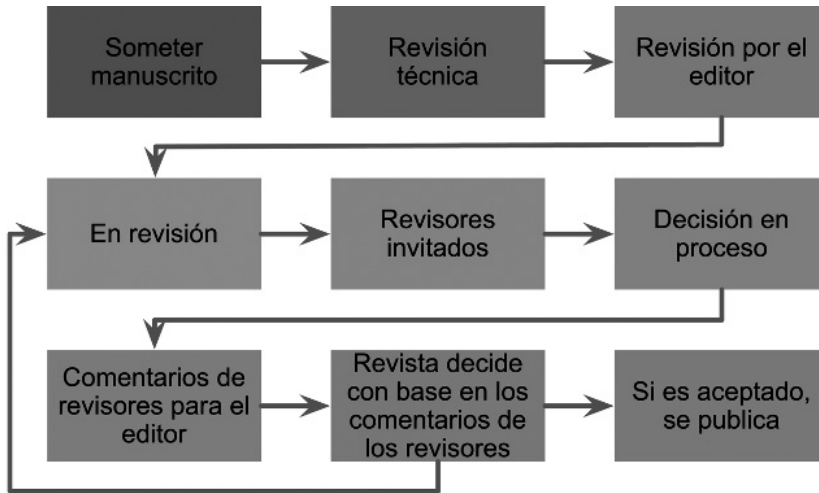 Someter
manuscrito
Revisión
técnica
Revisión por el
editor
En revisión
Revisores
invitados
Decisión en
proceso
Comentarios de
revisores para el
editor
Revista decide
con base en los
comentarios de
los revisores
Si es aceptado,
se publica